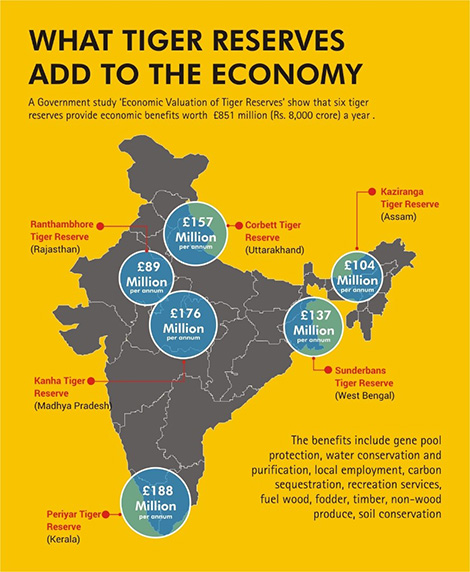 WHAT TIGER RESERVES
ADD TO THE ECONOMY
A Government study 'Economic Valuation of Tiger Reserves' show that six tiger
reserves provide economic benefits worth £851 million (Rs. 8,000 crore) a year .
Kaziranga
Tiger Reserve
(Assam)
Ranthambhore
Tiger Reserve
(Rajasthan)
£157
Million
per annum
Corbett Tiger
Reserve
(Uttarakhand)
£89
Million
per annum
£104
Million
per annum
£176
Million
per annum
£137
Million
per annum
Kanha Tiger
Reserve
(Madhya Pradesh)
Sunderbans
Tiger Reserve
(West Bengal)
The benefits include gene pool
protection, water conservation and
purification, local employment, carbon
sequestration, recreation services,
fuel wood, fodder, timber, non-wood
produce, soil conservation
£188
Million
per annum
Periyar Tiger
Reserve
(Kerala)